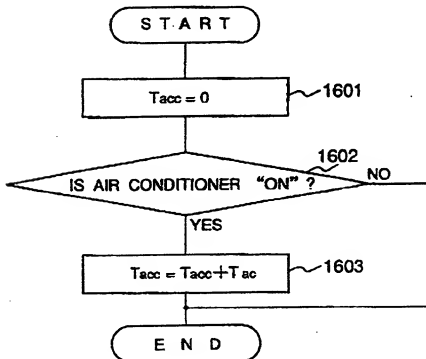 START
Tacc = 0
1601
1602
IS AIR CONDITIONER "ON" ?
NO
YES
Tacc = Tacc+Tac
1603
END